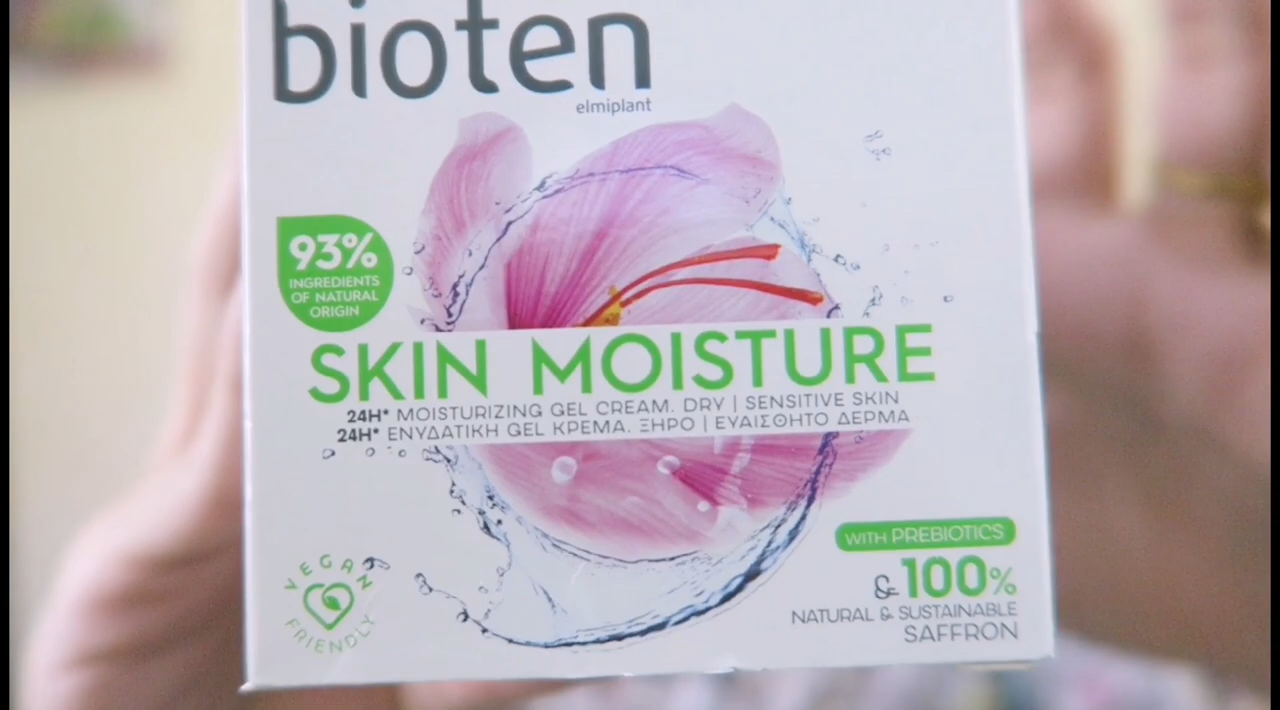 bioten
elmiplant
93%
INGREDIENTS
OF NATURAL
ORIGIN
SKIN MOISTURE
24H* MOISTURIZING GEL CREAM. DRY | SENSITIVE SKIN
24H* ΕΝΥΔΑΤΙΚΗ GEL ΚΡΕΜΑ. ΞΗΡΟ | ΕΥΑΙΣΘΗΤΟ ΔΕΡΜΑ
VEGAN
FRIENDLY
WITH PREBIOTICS
& 100%
NATURAL & SUSTAINABLE
SAFFRON